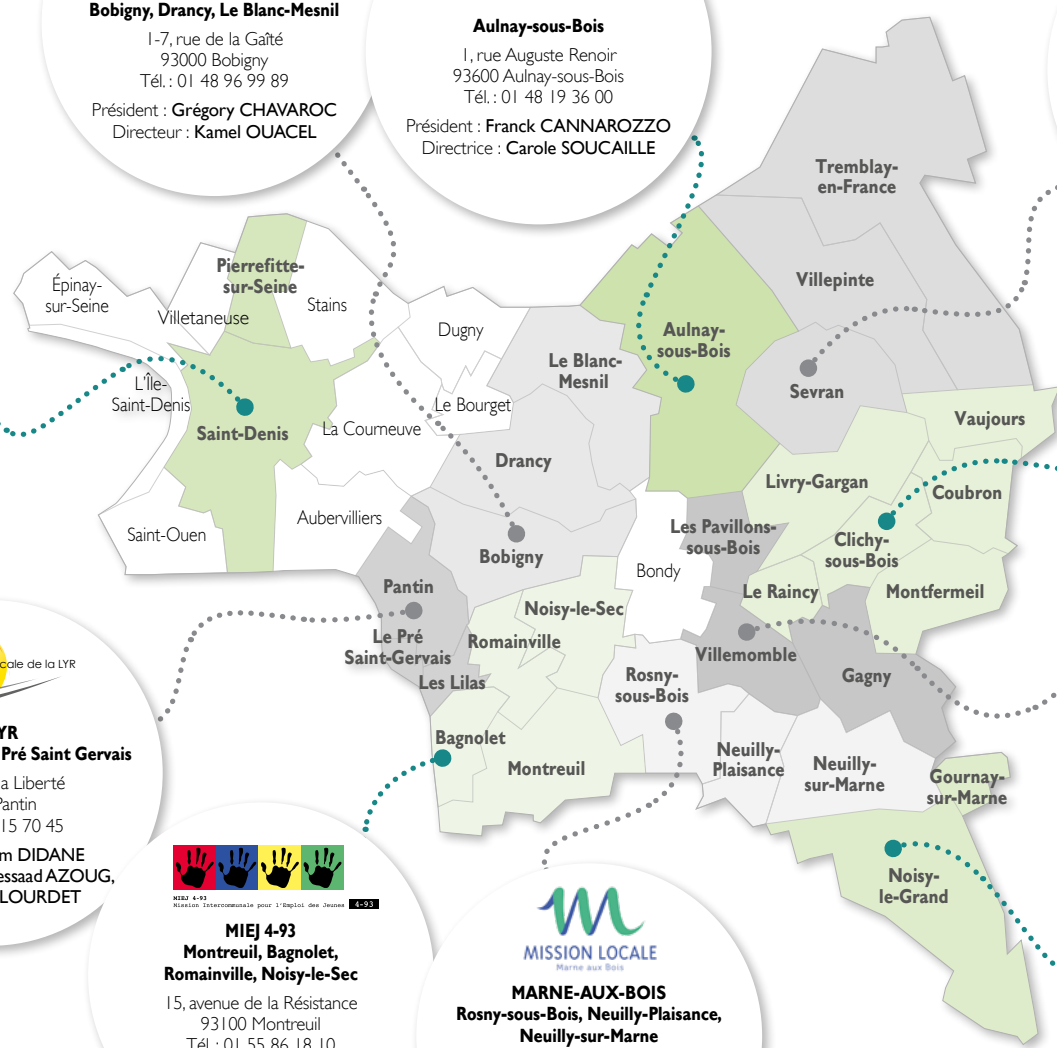 Bobigny, Drancy, Le Blanc-Mesnil
1-7, rue de la Gaîté
93000 Bobigny
Tél. : 01 48 96 99 89
Président : Grégory CHAVAROC
Directeur : Kamel OUACEL
Aulnay-sous-Bois
1, rue Auguste Renoir
93600 Aulnay-sous-Bois
Tél. : 01 48 19 36 00
Président : Franck CANNAROZZO
Directrice : Carole SOUCAILLE
Tremblay-
en-France
Villepinte
Épinay-
sur-Seine
Pierrefitte-
sur-Seine
Villetaneuse
Stains
Dugny
Aulnay-
sous-Bois
Le Blanc-
Mesnil
Sevran
L'Île-
Saint-Denis
Le Bourget
Vaujours
Saint-Denis
La Courneuve
Drancy
Livry-Gargan
Coubron
Saint-Ouen
Aubervilliers
Bobigny
Les Pavillons-
sous-Bois
Clichy-
sous-Bois
Bondy
Pantin
Le Raincy
Montfermeil
Noisy-le-Sec
Le Pré
Saint-Gervais
Romainville
Villemomble
Les Lilas
Rosny-
sous-Bois
Gagny
Bagnolet
Montreuil
Neuilly-
Plaisance
Neuilly-
sur-Marne
Gournay-
sur-Marne
Noisy-
le-Grand
cale de la LYR
YR
Pré Saint Gervais
a Liberté
Pantin
15 70 45
m DIDANE
essaad AZOUG,
LOURDET
MIEJ 4-93
Mission Intercommunale pour l'Emploi des Jeunes 4-93
MIEJ 4-93
Montreuil, Bagnolet,
Romainville, Noisy-le-Sec
15, avenue de la Résistance
93100 Montreuil
Tél. : 01 55 86 18 10
MISSION LOCALE
Marne aux Bois
MARNE-AUX-BOIS
Rosny-sous-Bois, Neuilly-Plaisance,
Neuilly-sur-Marne